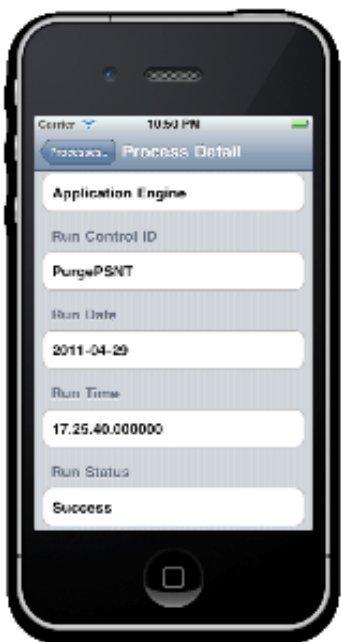 Carrier 10:50 PM
Processes... Process Detail
Application Engine
Run Control ID
PurgePSNT
Run Date
2011-04-29
Run Time
17.25.40.000000
Run Status
Success